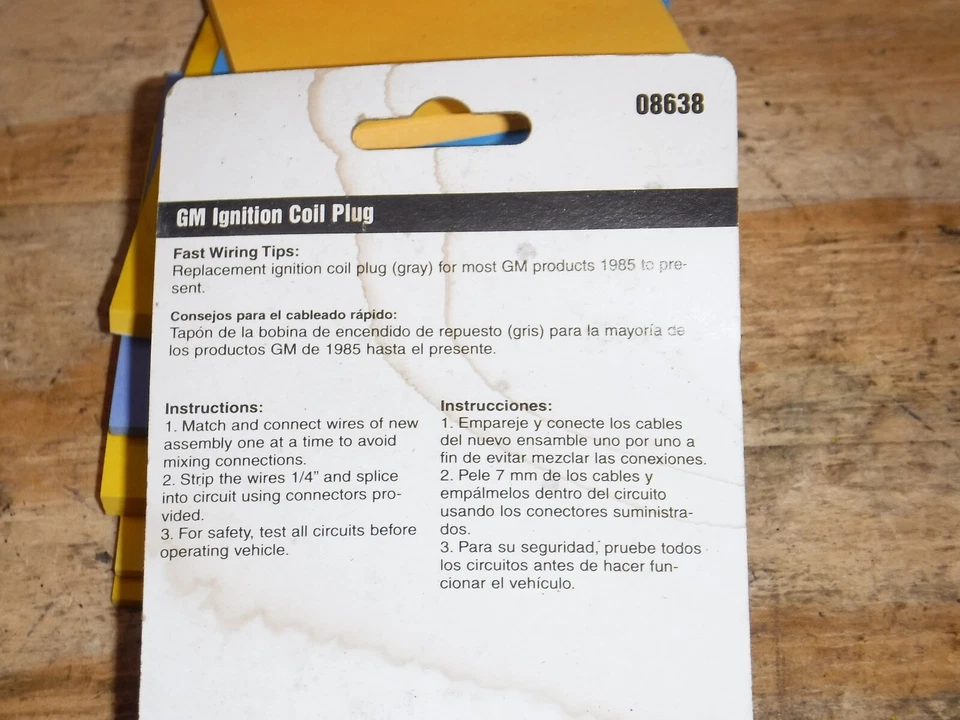 08638
GM Ignition Coil Plug
Fast Wiring Tips:
Replacement ignition coil plug (gray) for most GM products 1985 to pre-
sent.
Consejos para el cableado rápido:
Tapón de la bobina de encendido de repuesto (gris) para la mayoría de
los productos GM de 1985 hasta el presente.
Instructions:
1. Match and connect wires of new
assembly one at a time to avoid
mixing connections.
2. Strip the wires 1/4" and splice
into circuit using connectors pro-
vided.
3. For safety, test all circuits before
operating vehicle.
Instrucciones:
1. Empareje y conecte los cables
del nuevo ensamble uno por uno a
fin de evitar mezclar las conexiones.
2. Pele 7 mm de los cables y
empálmelos dentro del circuito
usando los conectores suministra-
dos.
3. Para su seguridad, pruebe todos
los circuitos antes de hacer fun-
cionar el vehículo.